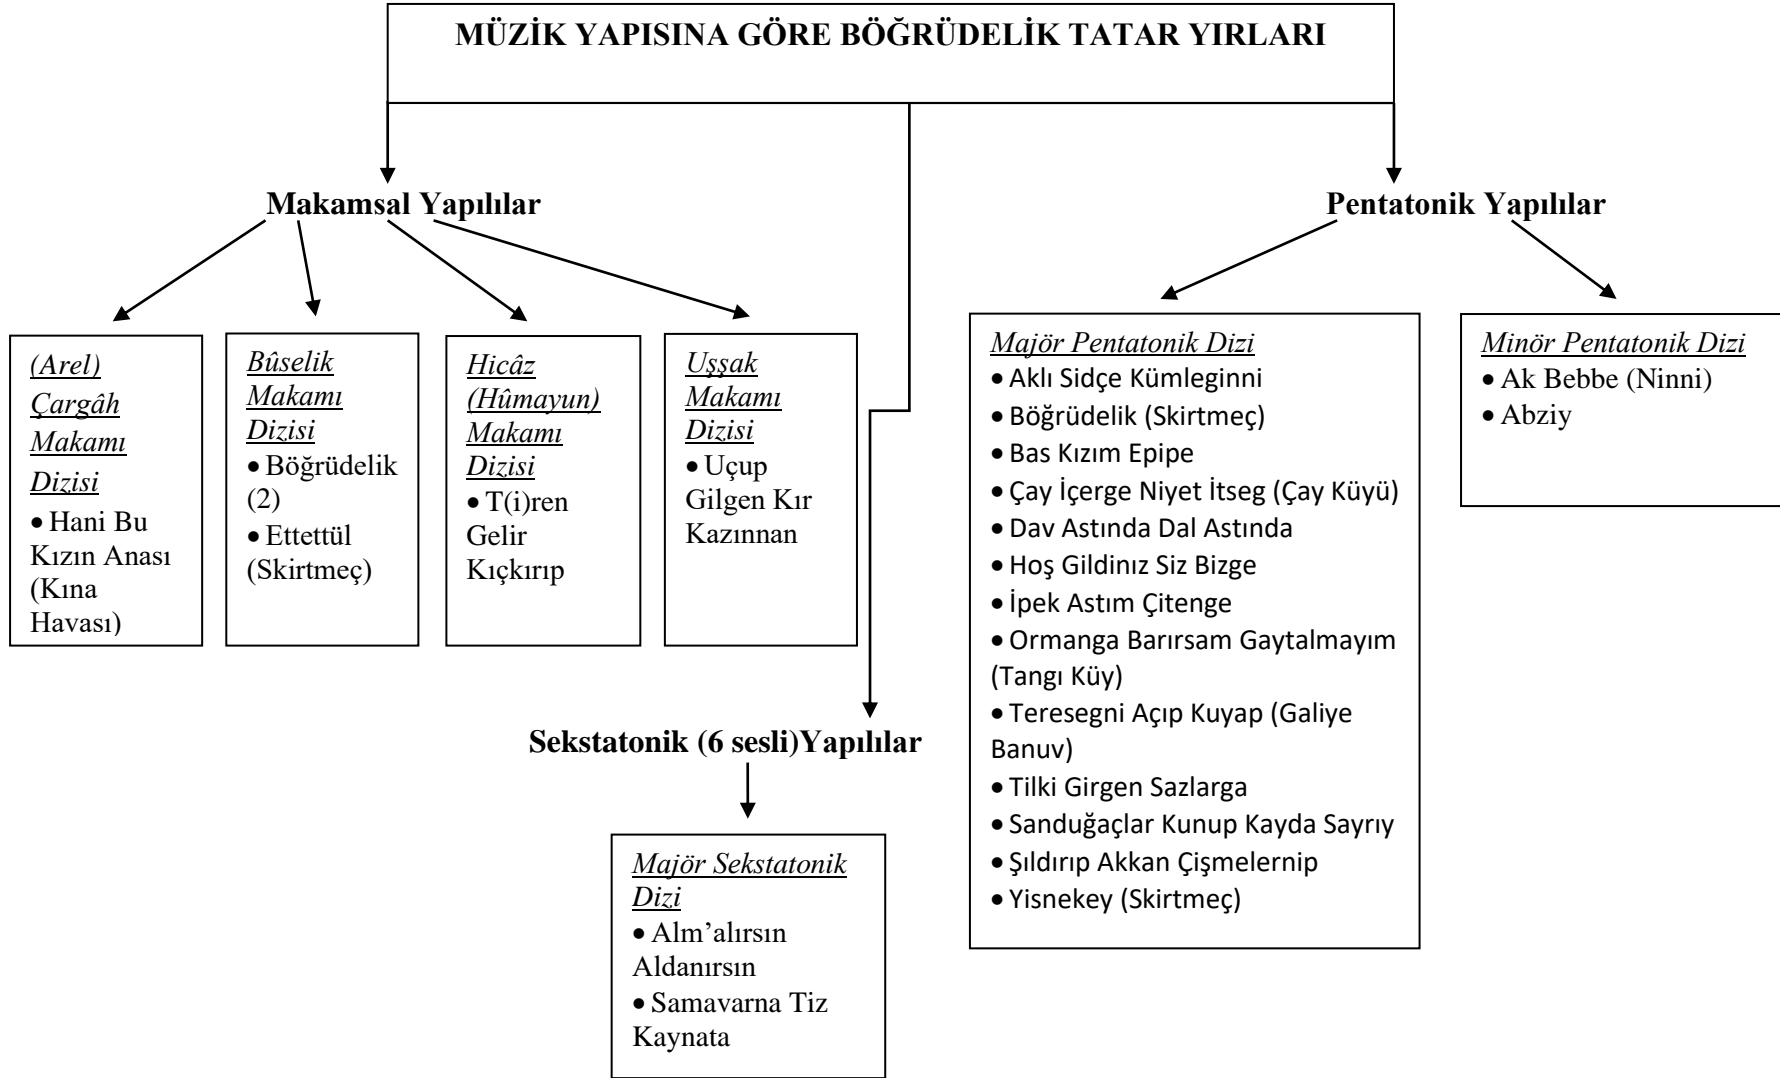 MÜZİK YAPISINA GÖRE BÖĞRÜDELİK TATAR YIRLARI
Makamsal Yapılılar
Pentatonik Yapılılar
(Arel)
Çargâh
Makamı
Dizisi
• Hani Bu
Kızın Anası
(Kına
Havası)
Bûselik
Makamı
Dizisi
• Böğrüdelik
(2)
• Ettettül
(Skirtmeç)
Hicâz
(Hûmayun)
Makamı
Dizisi
• T(i)ren
Gelir
Kıçkırıp
Uşşak
Makamı
Dizisi
• Uçup
Gilgen Kır
Kazınnan
Majör Pentatonik Dizi
• Aklı Sidçe Kümleginni
• Böğrüdelik (Skirtmeç)
• Bas Kızım Epipe
• Çay İçerge Niyet İtseg (Çay Küyü)
• Dav Astında Dal Astında
• Hoş Gildinız Siz Bizge
• İpek Astım Çitenge
• Ormanga Barırsam Gaytalmayım
(Tangı Küy)
• Teresegni Açıp Kuyap (Galiye
Banuv)
• Tilki Girgen Sazlarga
• Sanduğaçlar Kunup Kayda Sayrıy
• Şıldırıp Akkan Çişmelernip
• Yisnekey (Skirtmeç)
Minör Pentatonik Dizi
• Ak Bebbe (Ninni)
• Abziy
Sekstatonik (6 sesli)Yapılılar
Majör Sekstatonik
Dizi
• Alm’alırsın
Aldanırsın
• Samavarna Tiz
Kaynata